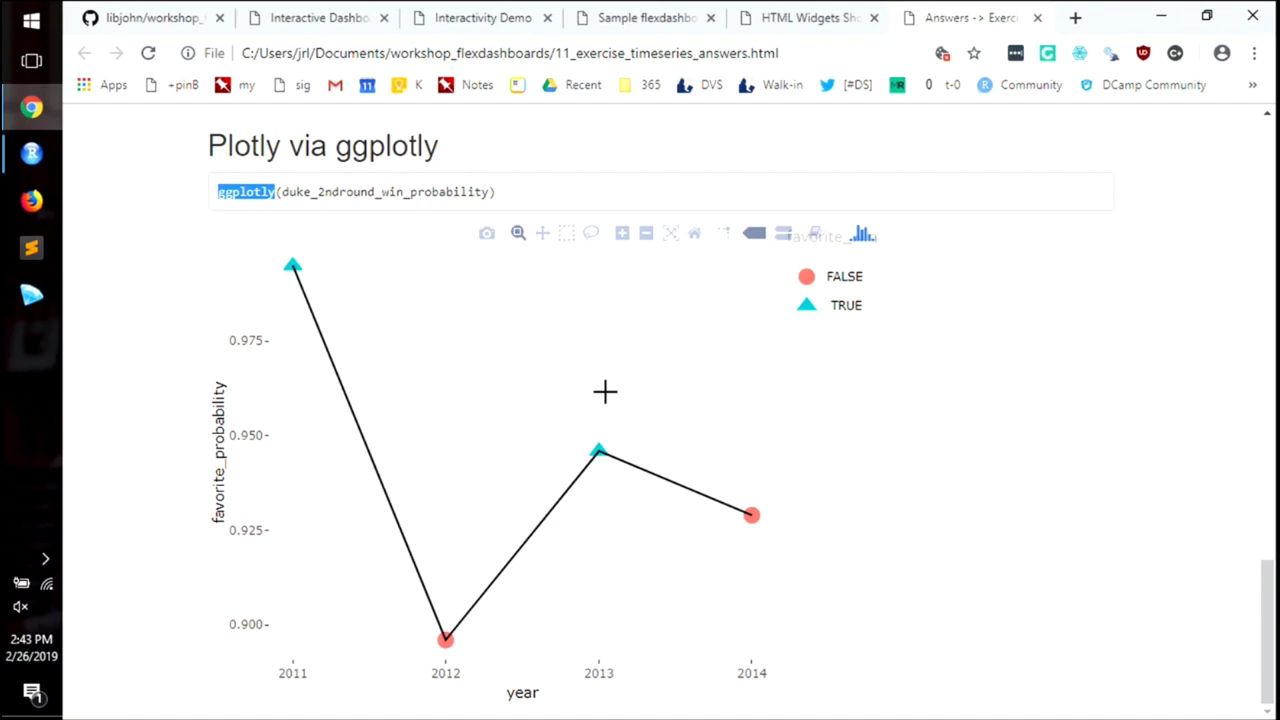 libjohn/workshop_
Interactive Dashbo
Interactivity Demo
Sample flexdashbo
HTML Widgets Sho
Answers -> Exerci
File
C:/Users/jrl/Documents/workshop_flexdashboards/11_exercise_timeseries_answers.html
Apps
+pinB
my
sig
11
K
Notes
Recent
365
DVS
Walk-in
[#DS]
0
t-0
Community
DCamp Community
»
Plotly via ggplotly
ggplotly(duke_2ndround_win_probability)
FALSE
TRUE
0.975
0.950
0.925
0.900
favorite_probability
2011
2012
2013
2014
year
2:43 PM
2/26/2019
1